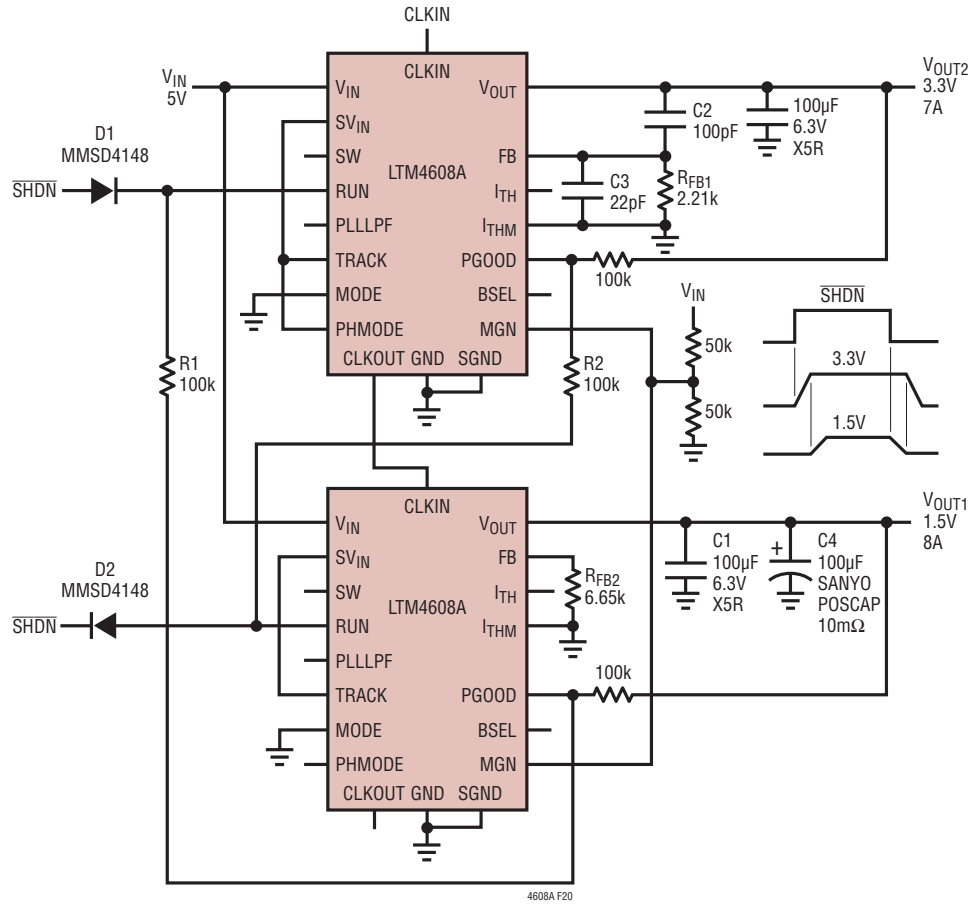 CLKIN
VIN
5V
CLKIN
VIN
SVIN
SW
RUN
PLLLPF
TRACK
MODE
PHMODE
CLKOUT GND SGND
LTM4608A
VOUT
FB
ITH
ITHM
PGOOD
BSEL
MGN
D1
MMSD4148
SHDN
R1
100k
C2
100pF
C3
22pF
RFB1
2.21k
100µF
6.3V
X5R
VOUT2
3.3V
7A
100k
R2
100k
VIN
50k
50k
SHDN
3.3V
1.5V
CLKIN
VIN
SVIN
SW
RUN
PLLLPF
TRACK
MODE
PHMODE
CLKOUT GND SGND
LTM4608A
VOUT
FB
ITH
ITHM
PGOOD
BSEL
MGN
D2
MMSD4148
SHDN
RFB2
6.65k
100k
C1
100µF
6.3V
X5R
+
C4
100µF
SANYO
POSCAP
10mΩ
VOUT1
1.5V
8A
4608A F20